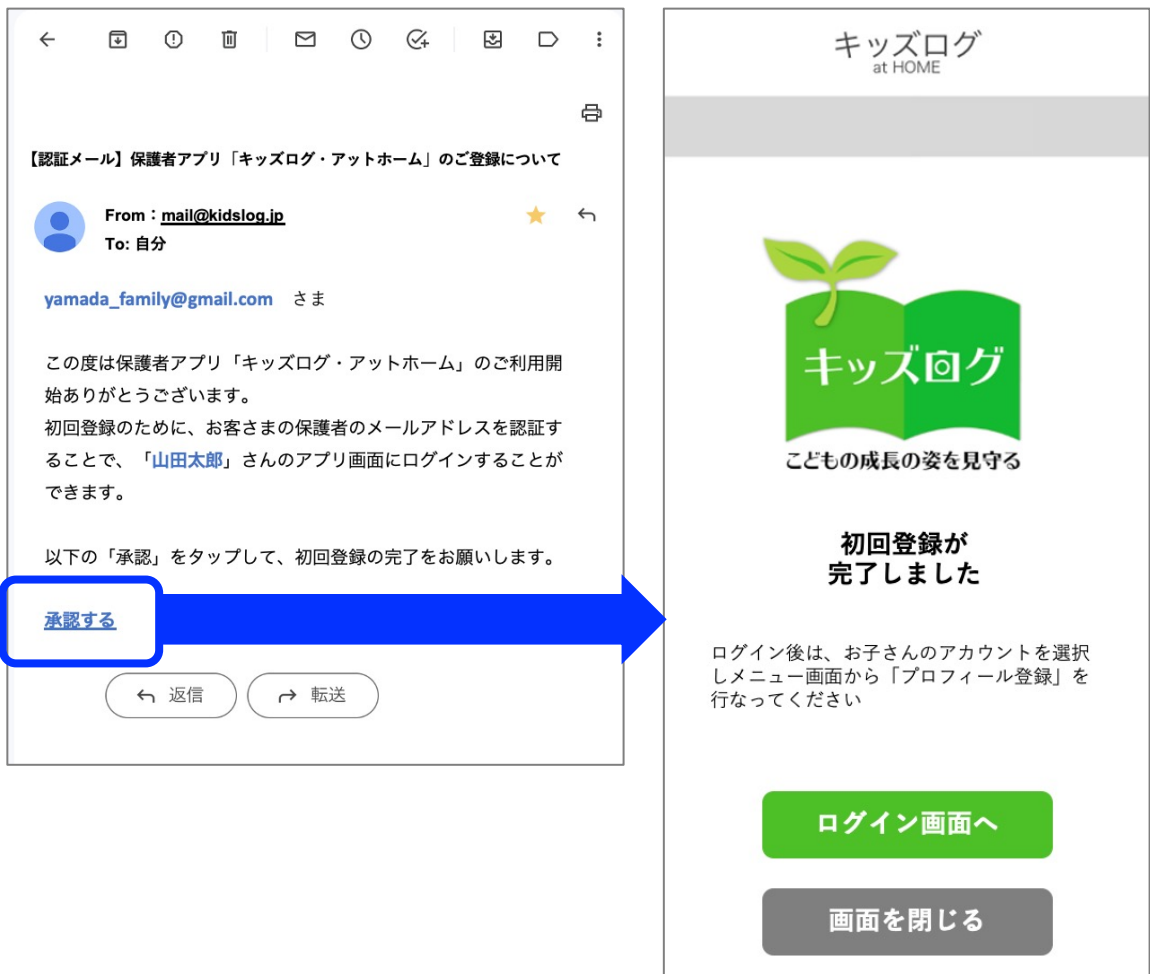 【認証メール】保護者アプリ「キッズログ・アットホーム」のご登録について
From：mail@kidslog.jp
To: 自分
yamada_family@gmail.com　さま
この度は保護者アプリ「キッズログ・アットホーム」のご利用開
始ありがとうございます。
初回登録のために、お客さまの保護者のメールアドレスを認証す
ることで、「山田太郎」さんのアプリ画面にログインすることが
できます。
以下の「承認」をタップして、初回登録の完了をお願いします。
承認する
返信
転送
キッズログ
at HOME
キッズログ
こどもの成長の姿を見守る
初回登録が
完了しました
ログイン後は、お子さんのアカウントを選択
しメニュー画面から「プロフィール登録」を
行なってください
ログイン画面へ
画面を閉じる